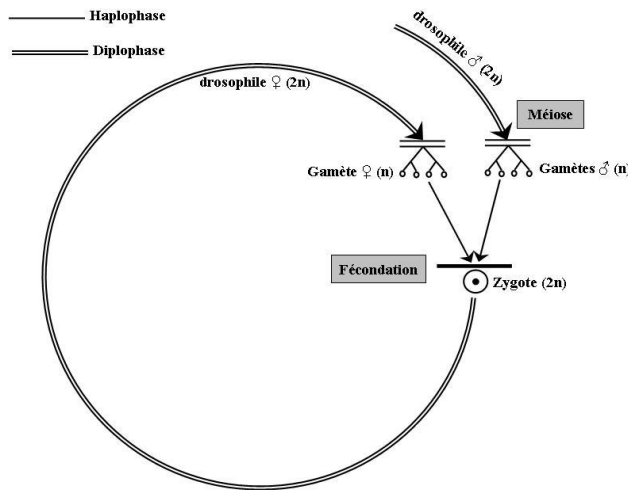 Haplophase
Diplophase
drosophile ♀ (2n)
drosophile ♂ (2n)
Méiose
Gamète ♀ (n)
Gamètes ♂ (n)
Fécondation
Zygote (2n)